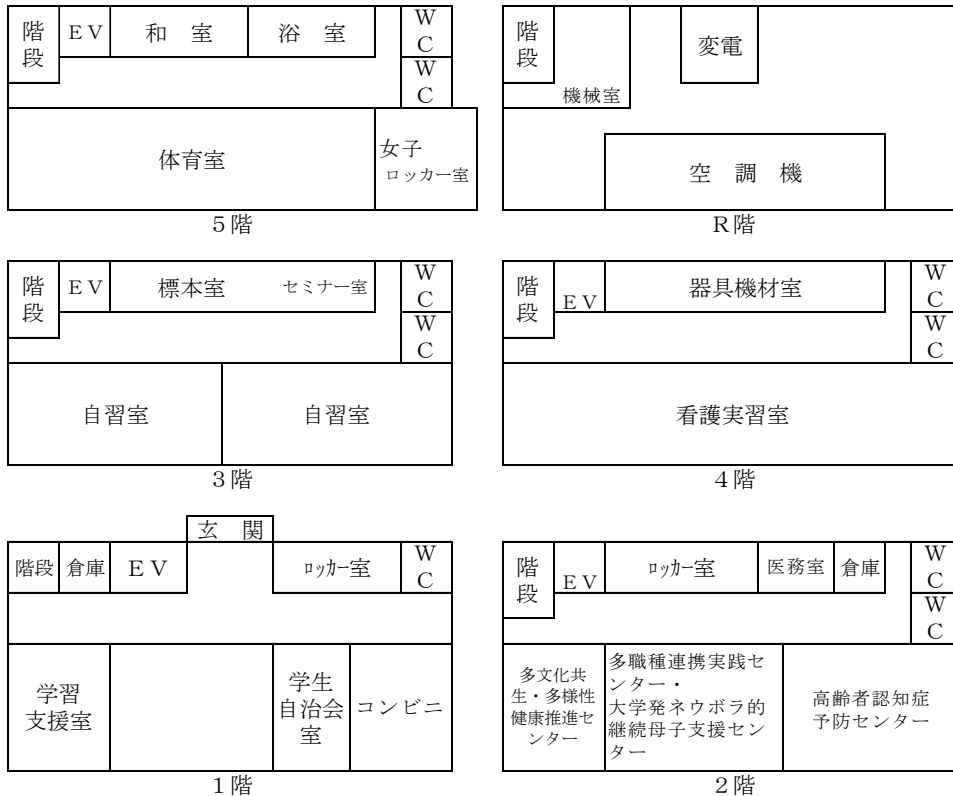 階
段
ＥＶ
和　室
浴　室
Ｗ
Ｃ
Ｗ
Ｃ
体育室
女子
ロッカー室
５階
階
段
機械室
変電
空　調　機
Ｒ階
階
段
ＥＶ
標本室
セミナー室
Ｗ
Ｃ
Ｗ
Ｃ
自習室
自習室
３階
階
段
ＥＶ
器具機材室
Ｗ
Ｃ
Ｗ
Ｃ
看護実習室
４階
玄　関
階段
倉庫
ＥＶ
ﾛｯｶｰ室
Ｗ
Ｃ
学習
支援室
学生
自治会
室
コンビニ
１階
階
段
ＥＶ
ﾛｯｶｰ室
医務室
倉庫
Ｗ
Ｃ
Ｗ
Ｃ
多文化共
生・多様性
健康推進セ
ンター
多職種連携実践セ
ンター・
大学発ネウボラ的
継続母子支援セン
ター
高齢者認知症
予防センター
２階